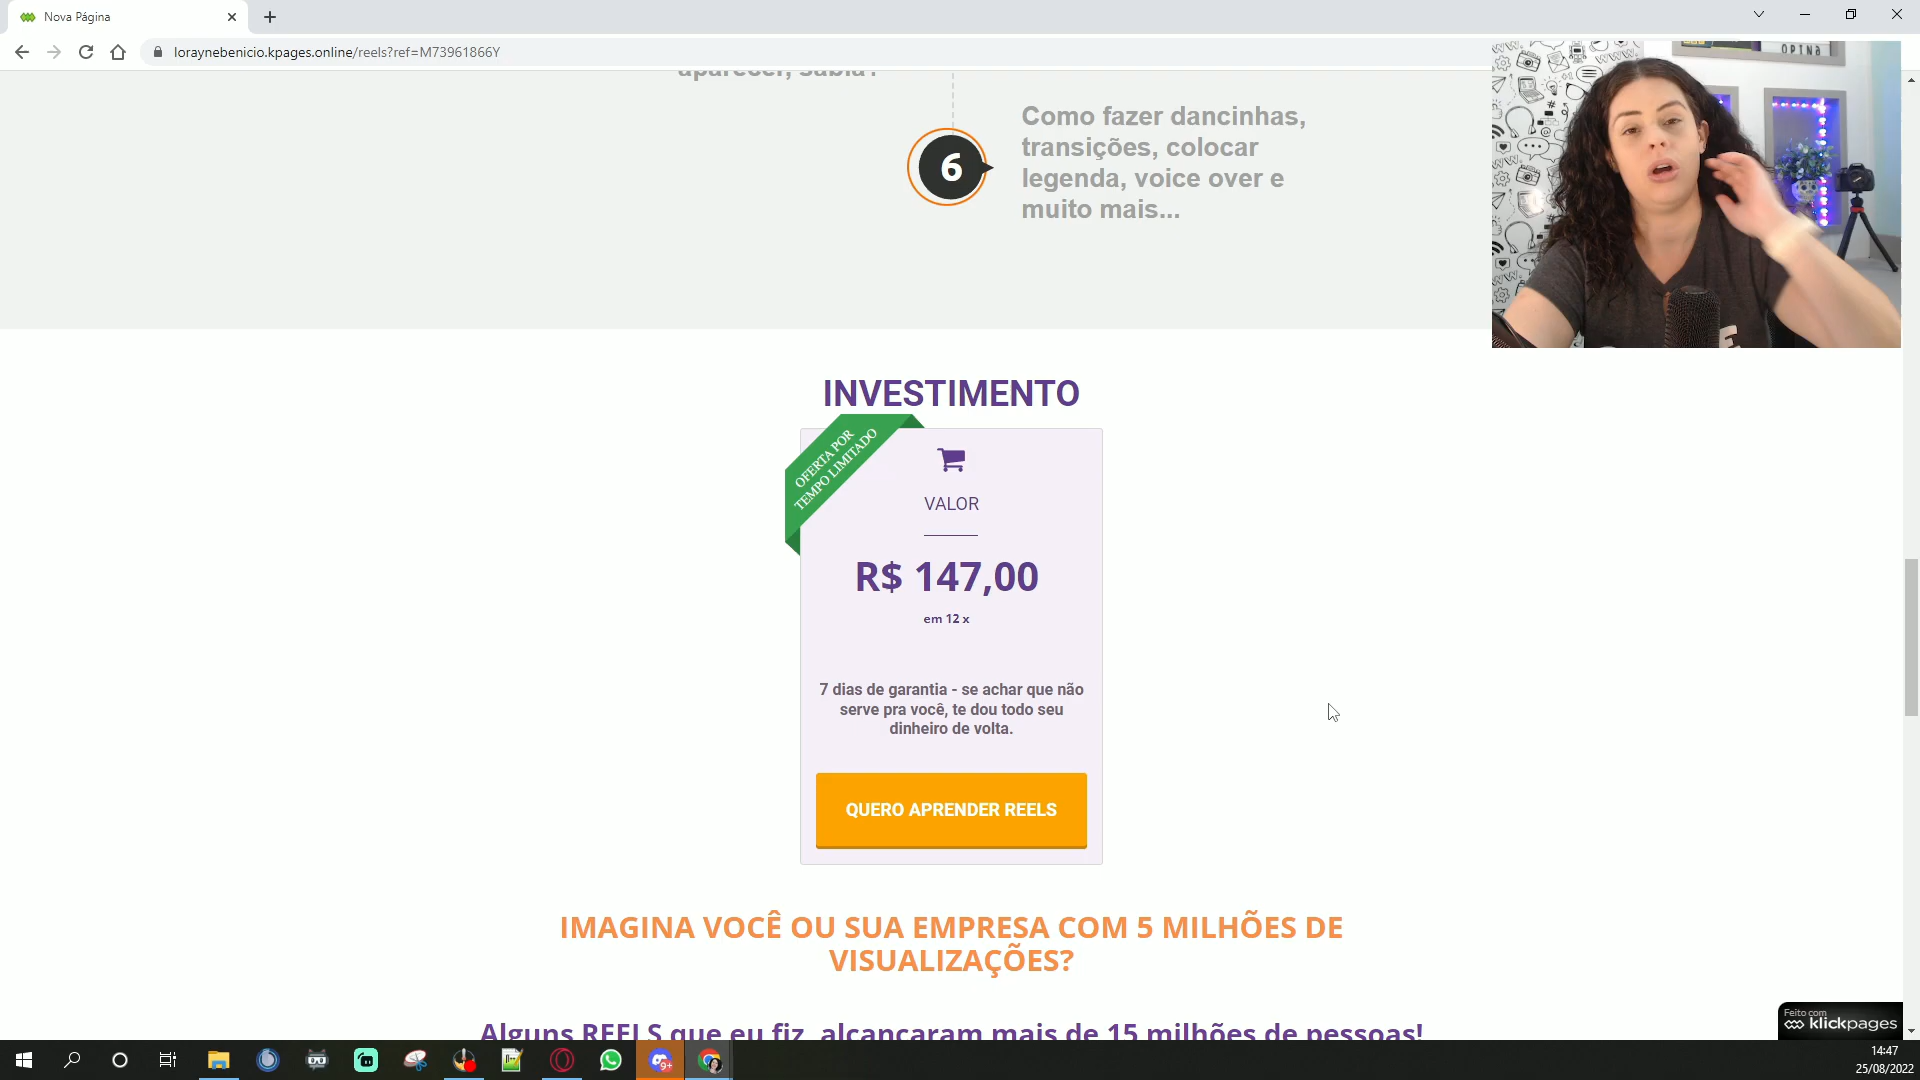 Nova Página
loraynebenicio.kpages.online/reels?ref=M73961866Y
OPINA
aparecer, sabia?
6
Como fazer dancinhas,
transições, colocar
legenda, voice over e
muito mais...
INVESTIMENTO
OFERTA POR
TEMPO LIMITADO
VALOR
R$ 147,00
em 12 x
7 dias de garantia - se achar que não
serve pra você, te dou todo seu
dinheiro de volta.
QUERO APRENDER REELS
IMAGINA VOCÊ OU SUA EMPRESA COM 5 MILHÕES DE
VISUALIZAÇÕES?
Alguns REELS que eu fiz, alcançaram mais de 15 milhões de pessoas!
Feito com
klickpages
9+
14:47
25/08/2022